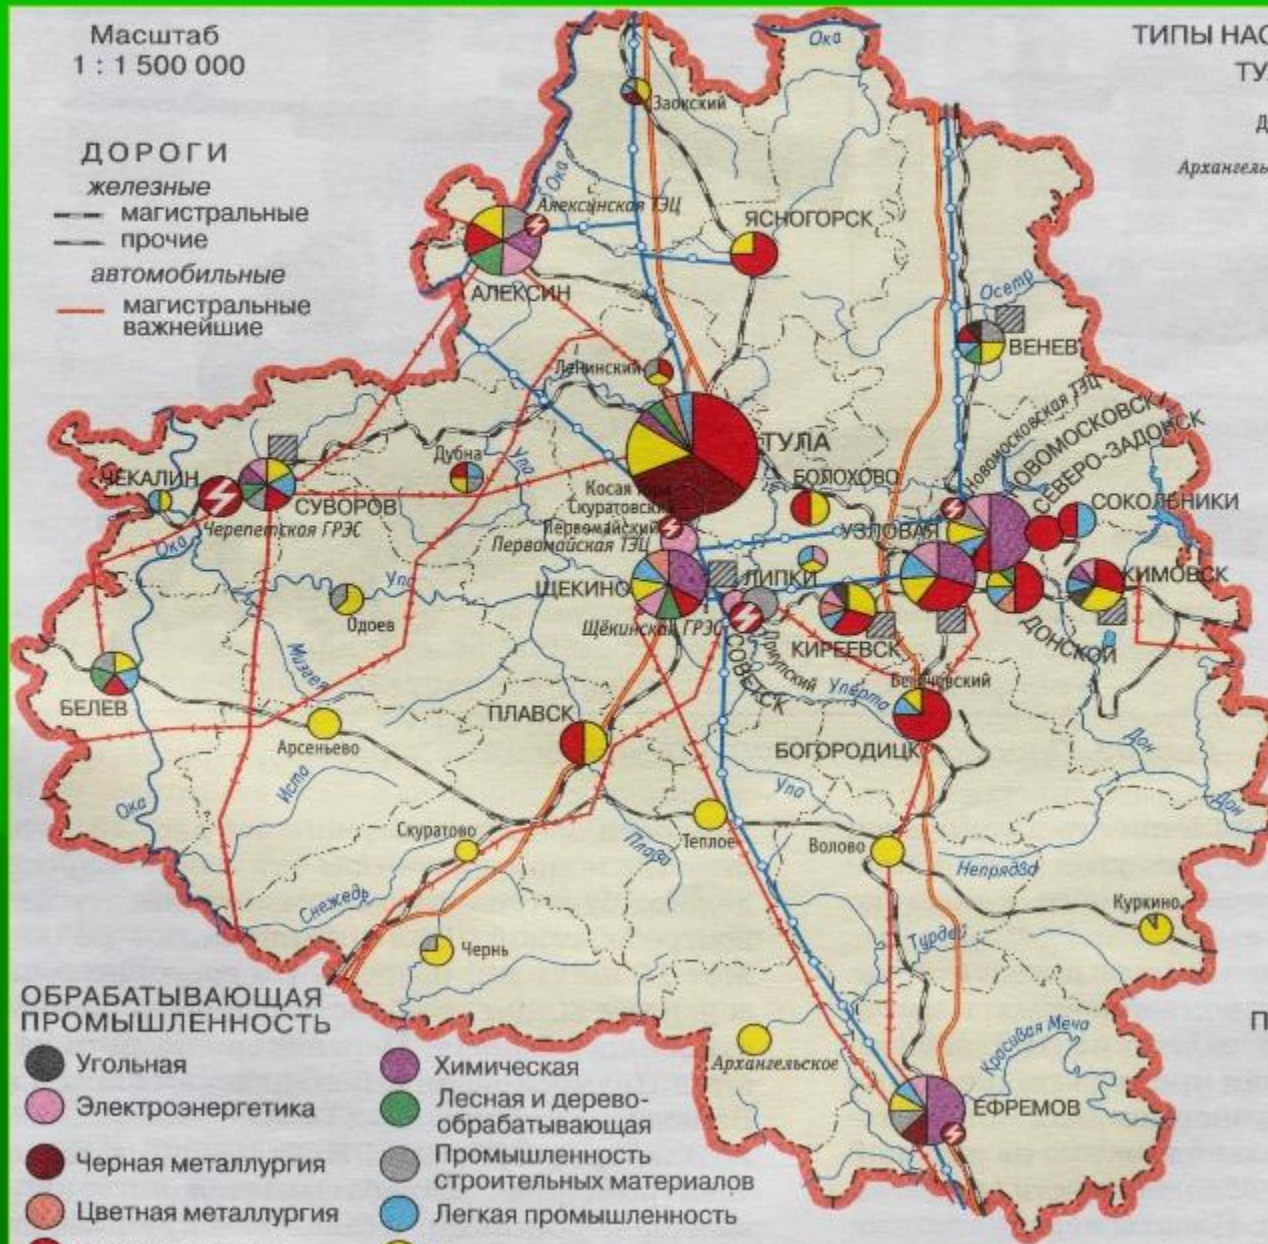 Масштаб
1 : 1 500 000
ТИПЫ НАС
ТУ
Д
Архангель
ДОРОГИ
железные
магистральные
прочие
автомобильные
магистральные
важнейшие
Ока
Заокский
Ока
Алексинская ТЭЦ
ЯСНОГОРСК
АЛЕКСИН
Осетр
ВЕНЕВ
Ленинский
Новомосковская ТЭЦ
НОВОМОСКОВСК
СЕВЕРО-ЗАДОНСК
ТУЛА
Дубна
Упа
ЧЕКАЛИН
СУВОРОВ
Черепетская ГРЭС
Косая Гора
Скуратовский
Первомайский
Первомайская ТЭЦ
БОЛОХОВО
УЗЛОВАЯ
СОКОЛЬНИКИ
Ока
Упа
ЩЕКИНО
ЛИПКИ
КИМОВСК
Одоев
Щёкинская ГРЭС
СОВЕТСК
КИРЕЕВСК
ДОНСКОЙ
Мизгея
БЕЛЕВ
Арсеньево
ПЛАВСК
Уперта
БОГОРОДИЦК
Дон
Дон
Иста
Ока
Упа
Скуратово
Плава
Теплое
Волово
Непрядва
Снежедь
Куркино
Чернь
Турдей
Архангельское
Красивая Меча
ЕФРЕМОВ
П
ОБРАБАТЫВАЮЩАЯ
ПРОМЫШЛЕННОСТЬ
Угольная
Электроэнергетика
Черная металлургия
Цветная металлургия
Химическая
Лесная и дерево-
обрабатывающая
Промышленность
строительных материалов
Легкая промышленность